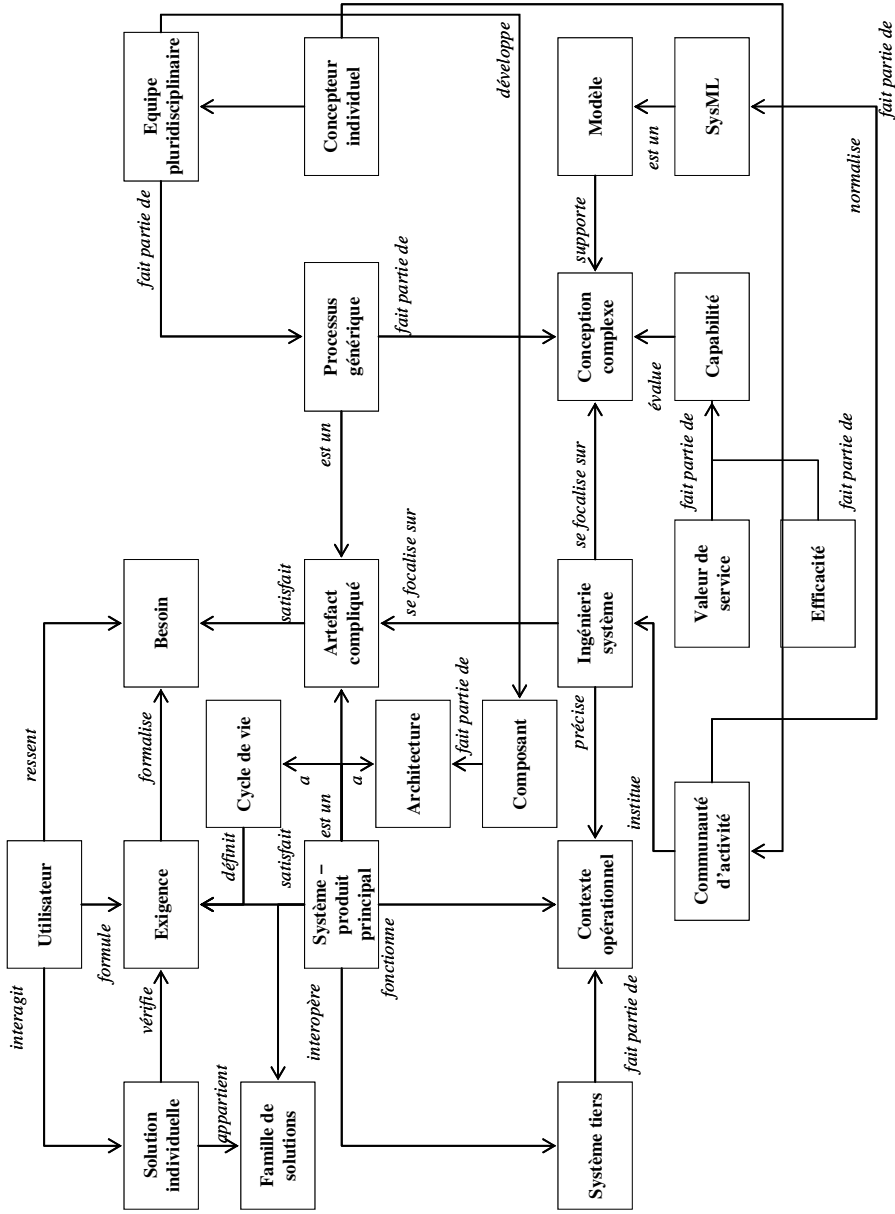 interagit
ressent
Utilisateur
formule
vérifie
formalise
fait partie de
Solution
individuelle
Exigence
Besoin
Equipe
pluridisciplinaire
appartient
définit
Famille de
solutions
Cycle de vie
satisfait
satisfait
a
interopère
Système –
produit
principal
est un
Artefact
compliqué
est un
Processus
générique
Concepteur
individuel
a
fonctionne
se focalise sur
fait partie de
Architecture
fait partie de
développe
Composant
précise
se focalise sur
supporte
Système tiers
Contexte
opérationnel
Ingénierie
système
Conception
complexe
Modèle
fait partie de
institue
évalue
est un
fait partie de
Communauté
d’activité
Valeur de
service
Capabilité
SysML
Efficacité
fait partie de
normalise
fait partie de